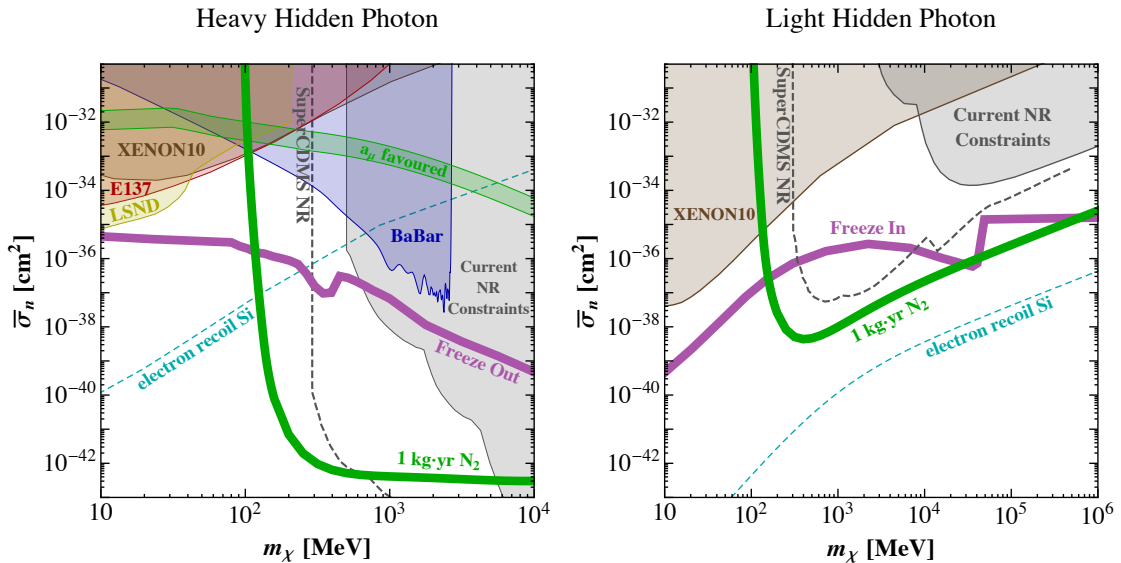 Heavy Hidden Photon
Light Hidden Photon
10⁻³²
10⁻³⁴
10⁻³⁶
10⁻³⁸
10⁻⁴⁰
10⁻⁴²
σ̅ₙ [cm²]
XENON10
E137
LSND
SuperCDMS NR
aμ favoured
BaBar
Current
NR
Constraints
electron recoil Si
Freeze Out
1 kg·yr N₂
10
10²
10³
10⁴
mχ [MeV]
10⁻³²
10⁻³⁴
10⁻³⁶
10⁻³⁸
10⁻⁴⁰
10⁻⁴²
σ̅ₙ [cm²]
SuperCDMS NR
Current NR
Constraints
XENON10
Freeze In
1 kg·yr N₂
electron recoil Si
10
10²
10³
10⁴
10⁵
10⁶
mχ [MeV]